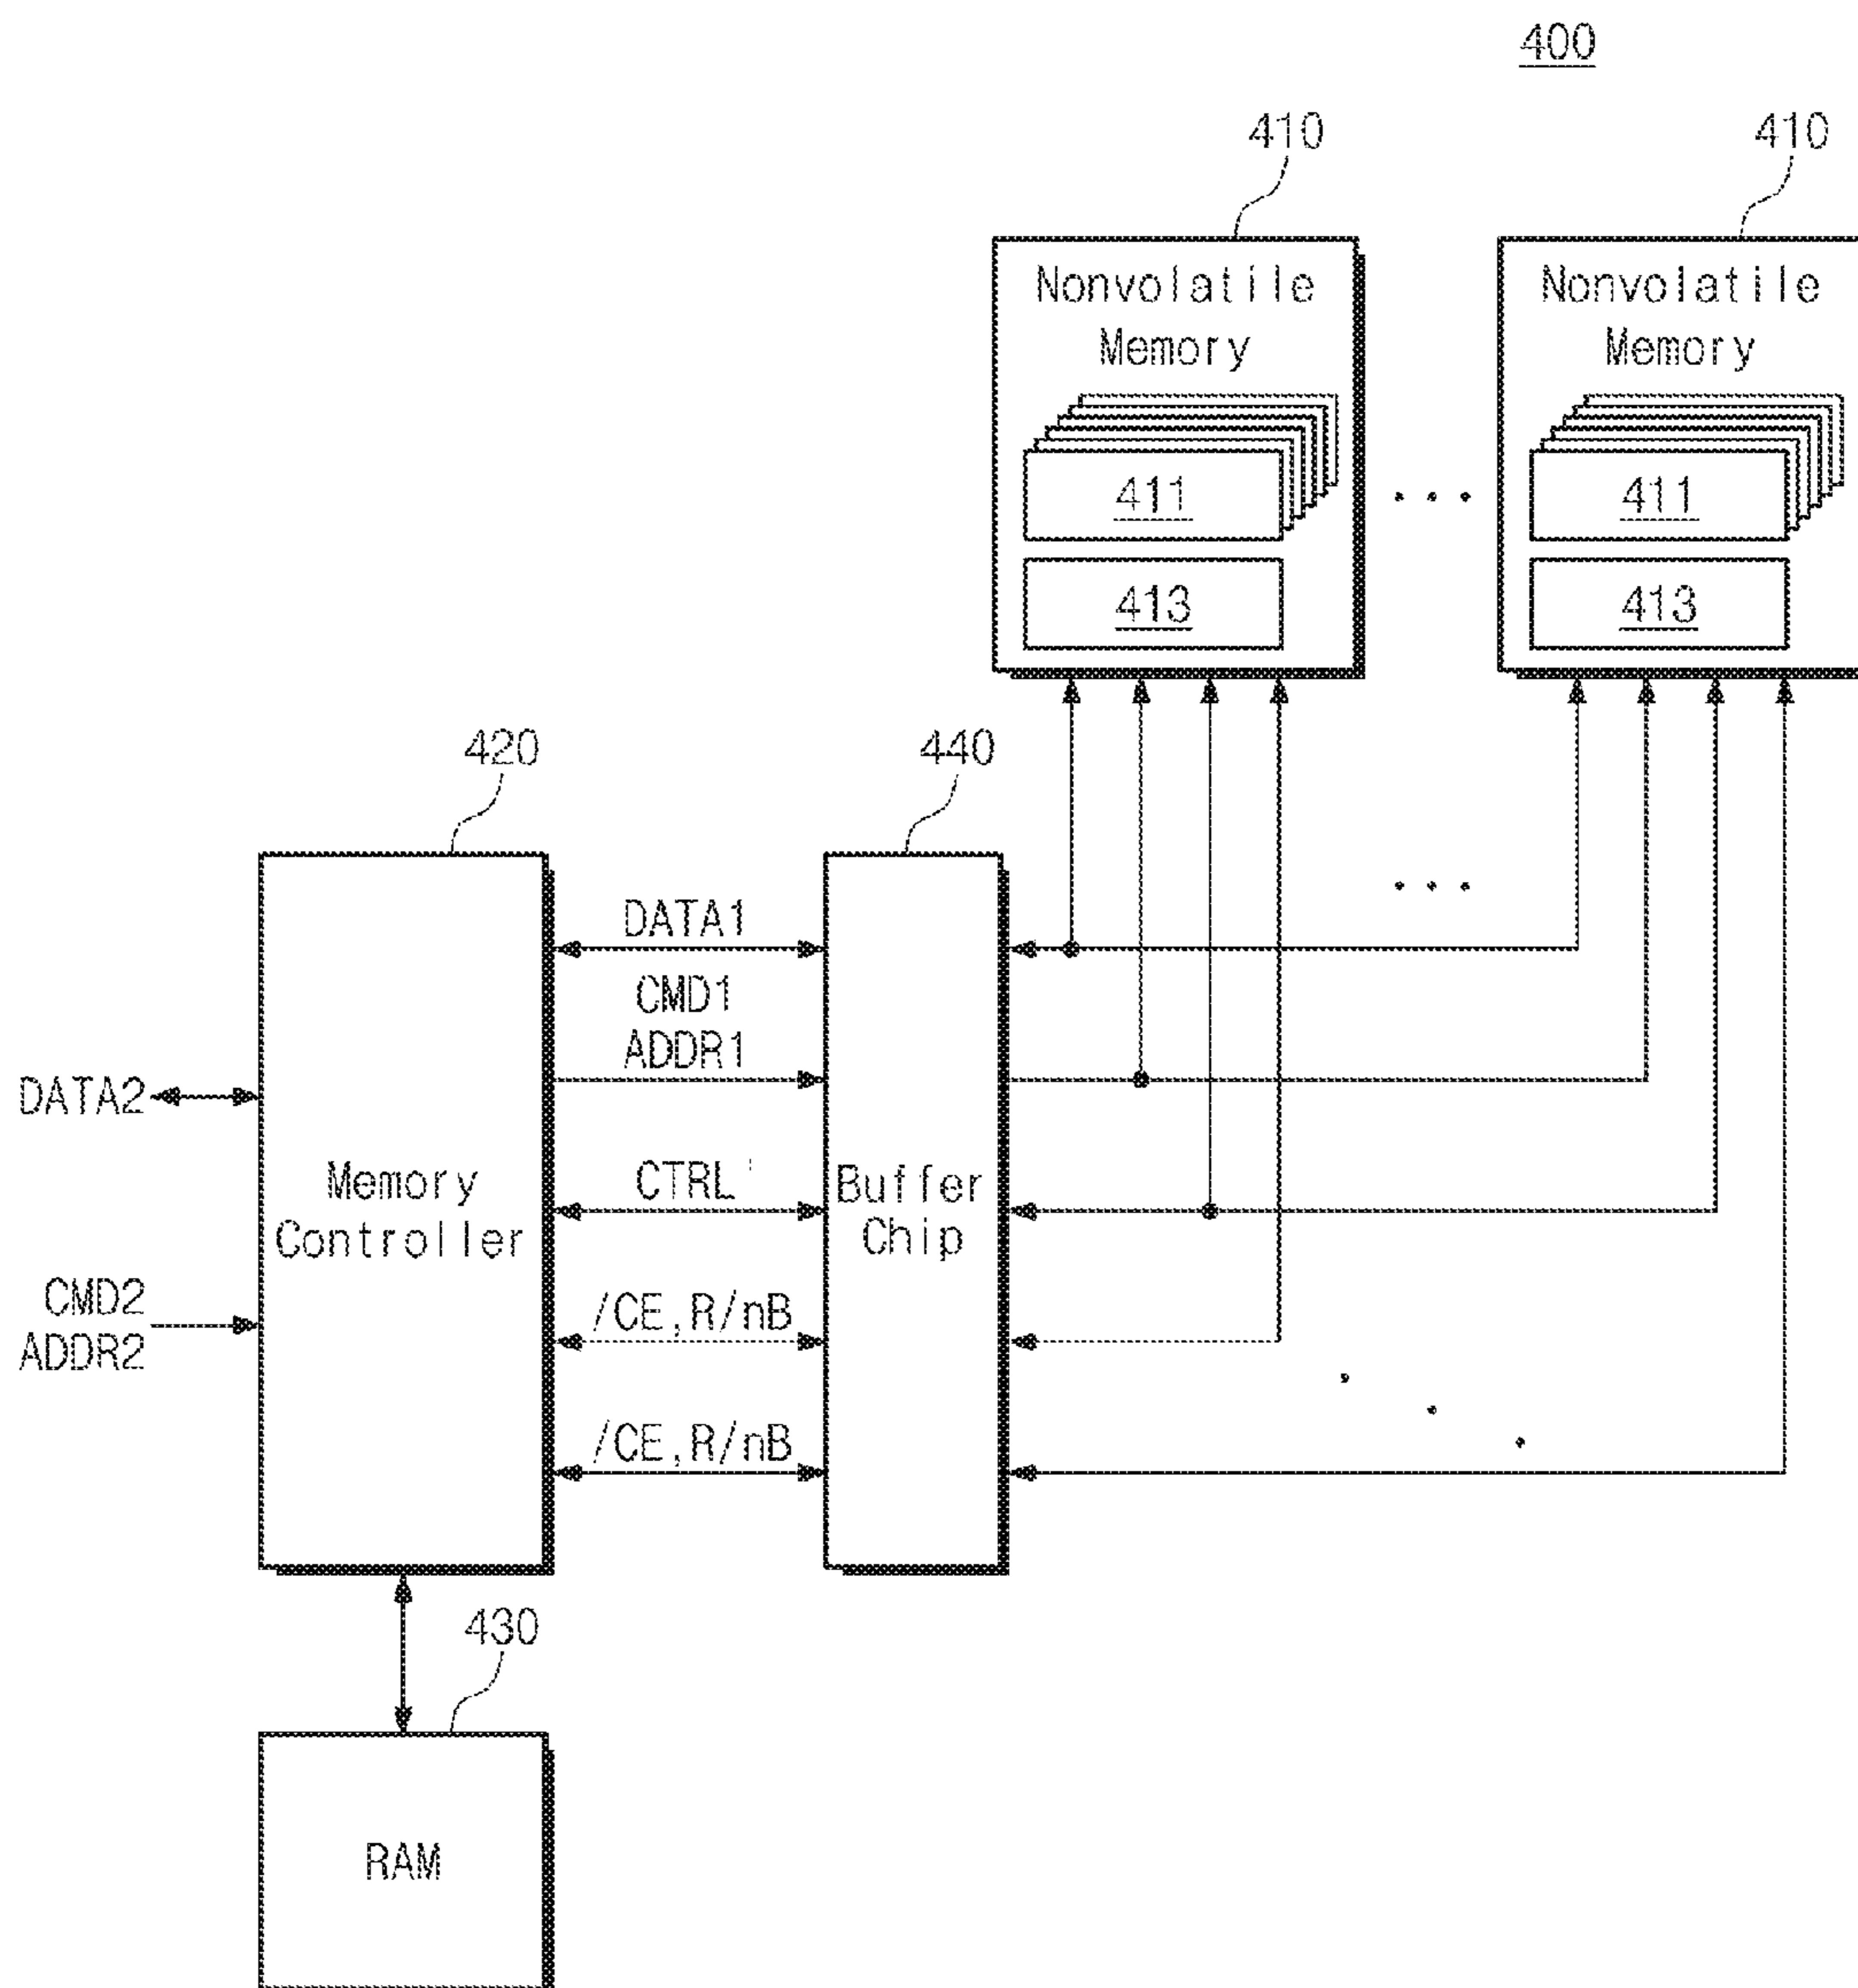 400
410
410
Nonvolatile
Memory
Nonvolatile
Memory
411
411
413
413
420
440
DATA1
CMD1
ADDR1
DATA2
CTRL
Memory
Controller
Buffer
Chip
CMD2
ADDR2
/CE,R/nB
/CE,R/nB
430
RAM